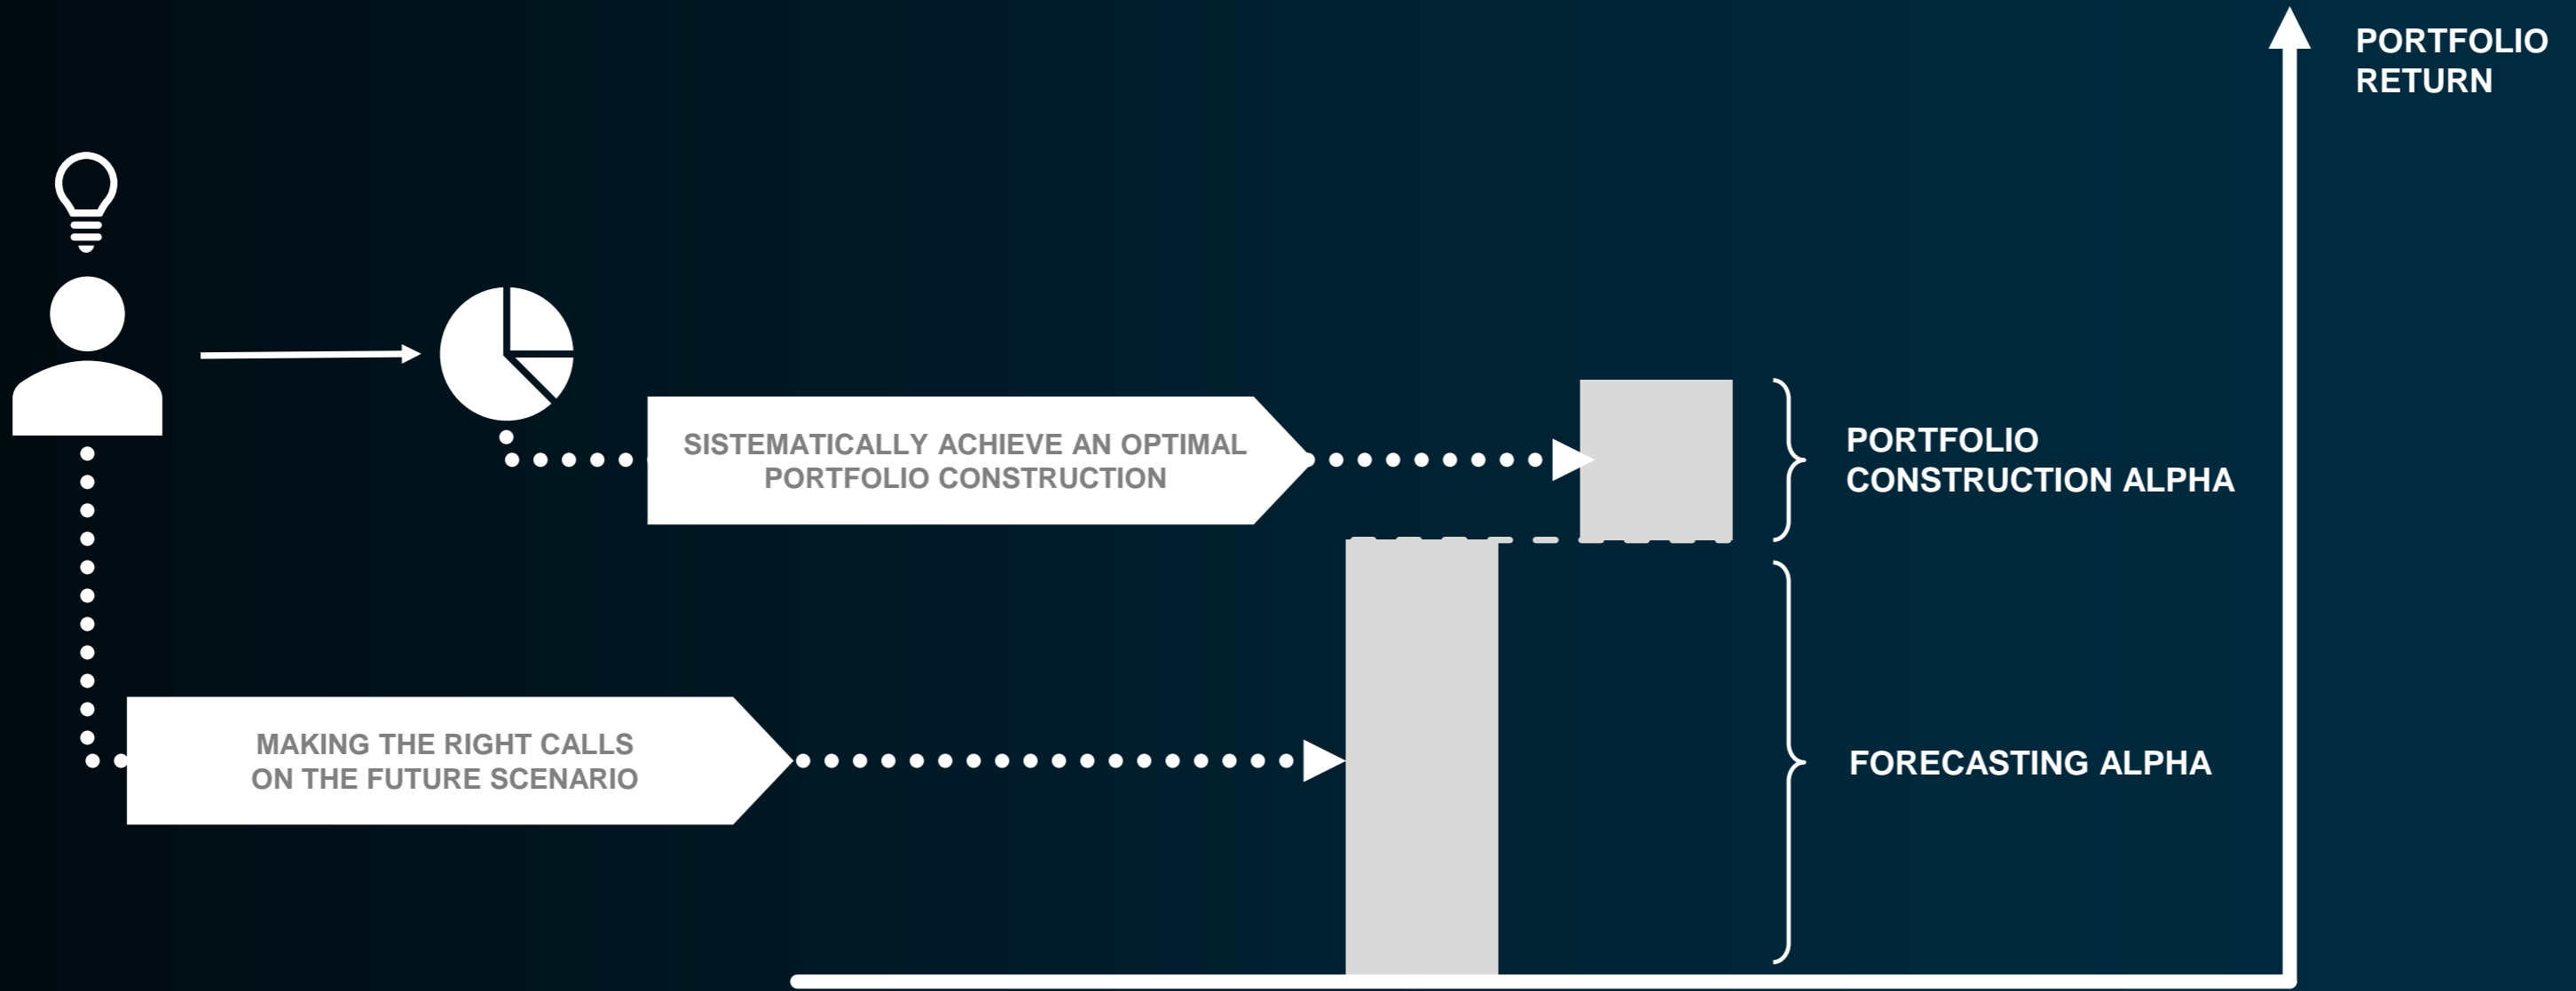 PORTFOLIO
RETURN
SISTEMATICALLY ACHIEVE AN OPTIMAL
PORTFOLIO CONSTRUCTION
PORTFOLIO
CONSTRUCTION ALPHA
MAKING THE RIGHT CALLS
ON THE FUTURE SCENARIO
FORECASTING ALPHA